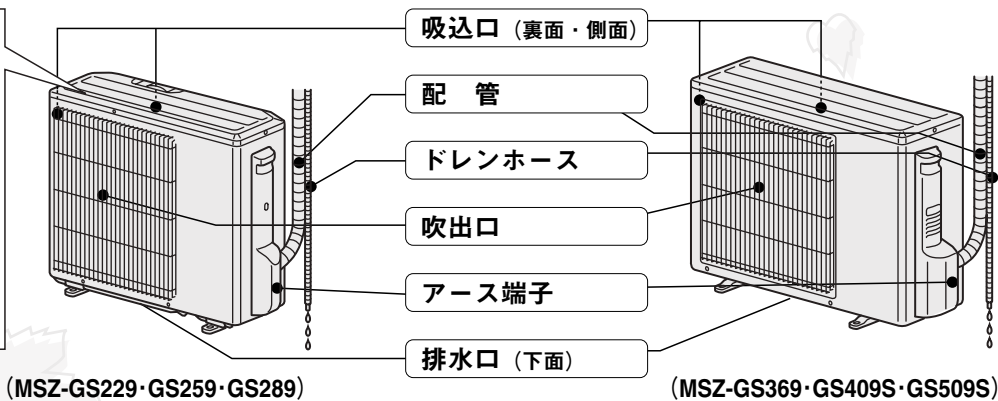 吸込口（裏面・側面）
配　管
ドレンホース
吹出口
アース端子
排水口（下面）
（MSZ-GS229･GS259･GS289）
（MSZ-GS369･GS409S･GS509S）